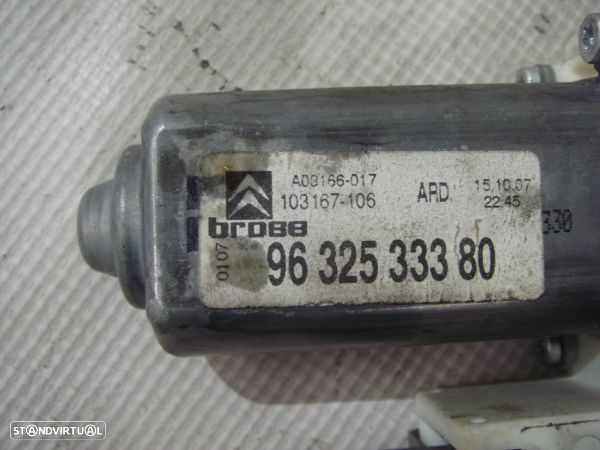 A03166-017
103167-106
ARD
15.10.07
22:45
brose
0107
96 325 333 80
330
STANDVIRTUAL